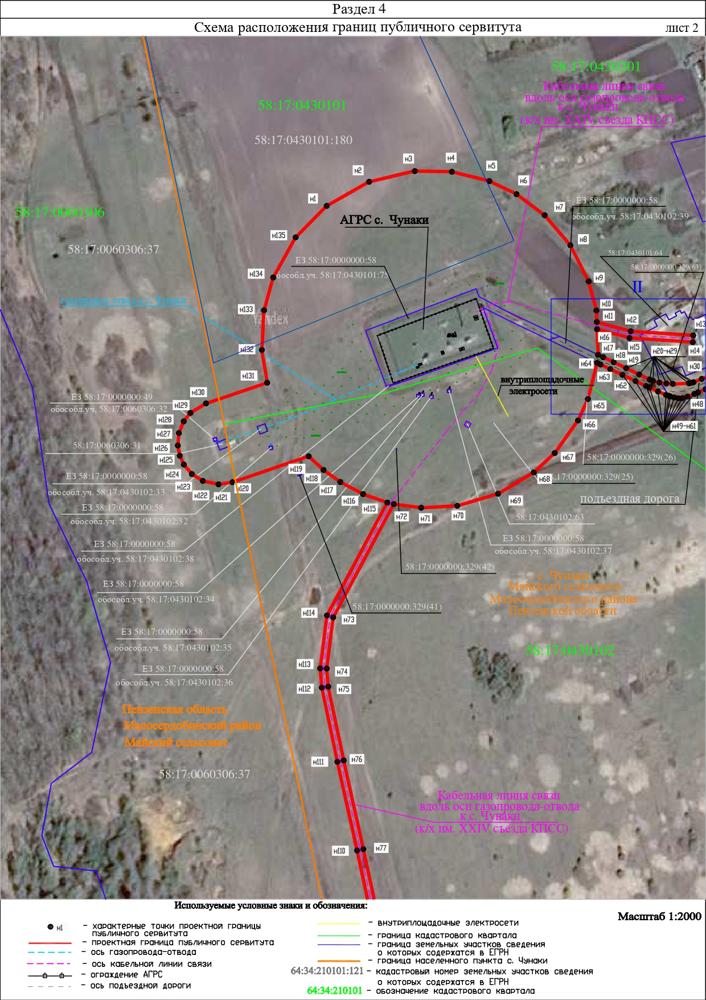 Раздел 4
Схема расположения границ публичного сервитута
лист 2
58:17:0430201
Кабельная линия связи
вдоль оси газопровода-отвода
к с. Чунаки
(к/х им. XXIV съезда КПСС)
58:17:0430101
58:17:0430101:180
н3
н4
н5
н2
н6
н1
н7
ЕЗ 58:17:0000000:58
обособл.уч. 58:17:0430102:39
58:17:0060306
АГРС с. Чунаки
н135
н8
58:17:0060306:37
58:17:0430101:64
58:17:0000000:329(63)
ЕЗ 58:17:0000000:58
обособл.уч. 58:17:0430101:75
н134
н9
II
газопровод-отвод к с. Чунаки
н133
Yandex
н10
н11
н12
н13
н16
н15
н14
н132
н17
н18
н19
н20-н29
н30
н64
н63
н62
н131
внутриплощадочные
электросети
н130
ЕЗ 58:17:0000000:49
обособл.уч. 58:17:0060306:32
н129
н65
н48
н128
н66
н49-н61
н127
58:17:0060306:31
н126
н125
н67
58:17:0000000:329(26)
н124
н119
н118
н68
58:17:0000000:329(25)
ЕЗ 58:17:0000000:58
обособл.уч. 58:17:0430102:33
н123
н122
н121
н120
н117
н116
н115
н72
н71
н70
н69
подъездная дорога
ЕЗ 58:17:0000000:58
обособл.уч. 58:17:0430102:32
58:17:0430102:63
ЕЗ 58:17:0000000:58
обособл.уч. 58:17:0430102:38
ЕЗ 58:17:0000000:58
обособл.уч. 58:17:0430102:37
58:17:0000000:329(42)
ЕЗ 58:17:0000000:58
обособл.уч. 58:17:0430102:34
с. Чунаки
Майского сельсовета
Малосердобинского района
Пензенской области
58:17:0000000:329(41)
н114
н73
ЕЗ 58:17:0000000:58
обособл.уч. 58:17:0430102:35
58:17:0430102
н113
н74
ЕЗ 58:17:0000000:58
обособл.уч. 58:17:0430102:36
н112
н75
Пензенская область
Малосердобинский район
Майский сельсовет
н111
н76
58:17:0060306:37
Кабельная линия связи
вдоль оси газопровода-отвода
к с. Чунаки
(к/х им. XXIV съезда КПСС)
н110
н77
Используемые условные знаки и обозначения:
Масштаб 1:2000
н1
- характерные точки проектной границы
публичного сервитута
- проектная граница публичного сервитута
- ось газопровода-отвода
- ось кабельной линии связи
- ограждение АГРС
- ось подъездной дороги
- внутриплощадочные электросети
- граница кадастрового квартала
- граница земельных участков сведения
о которых содержатся в ЕГРН
- граница населенного пункта с. Чунаки
64:34:210101:121 - кадастровый номер земельных участков сведения
о которых содержатся в ЕГРН
64:34:210101 - обозначение кадастрового квартала